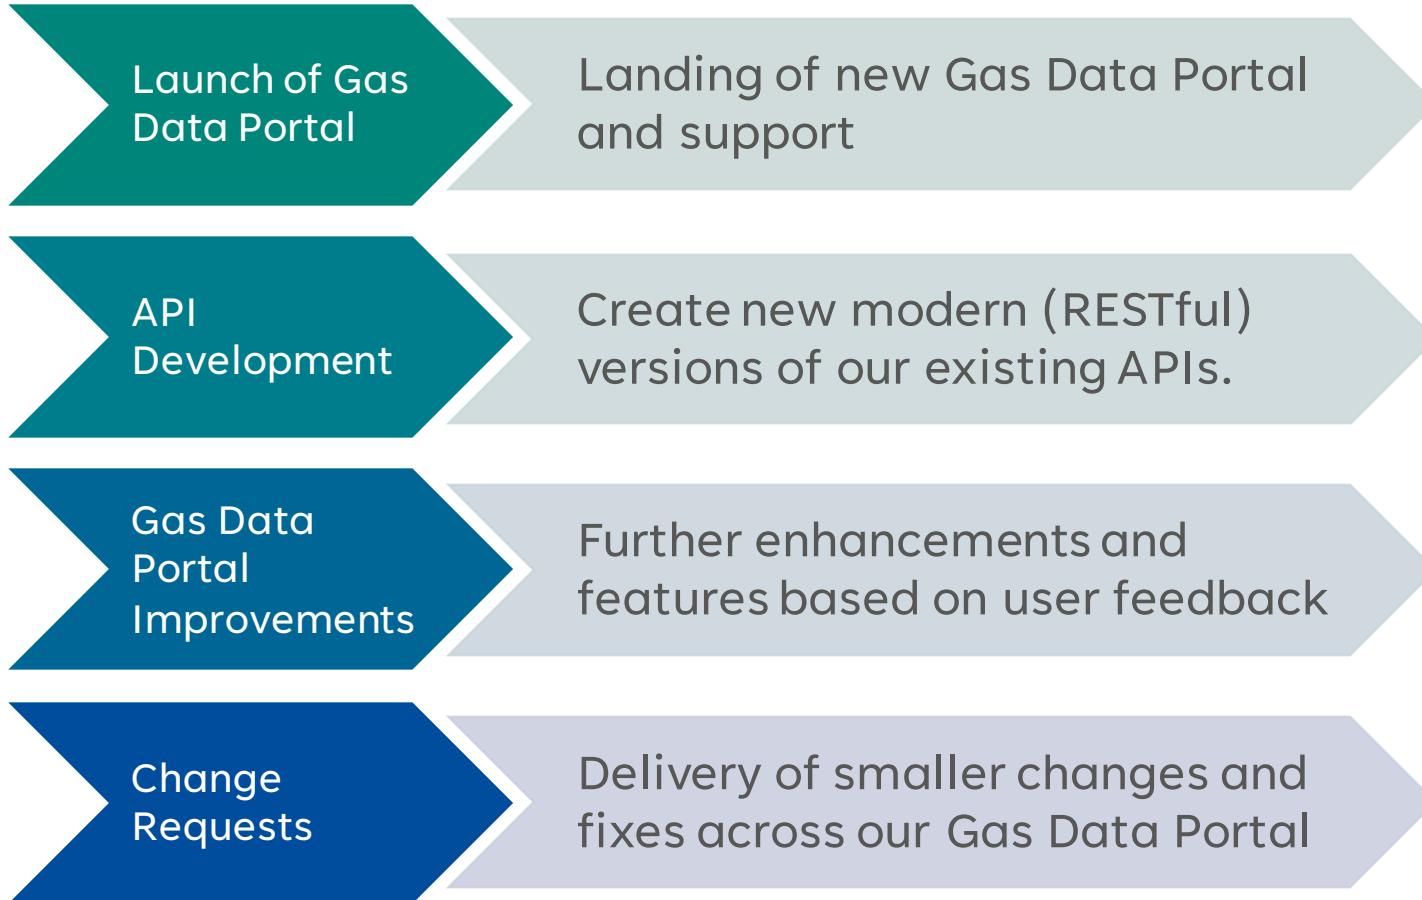 Launch of Gas
Data Portal
Landing of new Gas Data Portal
and support
API
Development
Create new modern (RESTful)
versions of our existing APIs.
Gas Data
Portal
Improvements
Further enhancements and
features based on user feedback
Change
Requests
Delivery of smaller changes and
fixes across our Gas Data Portal